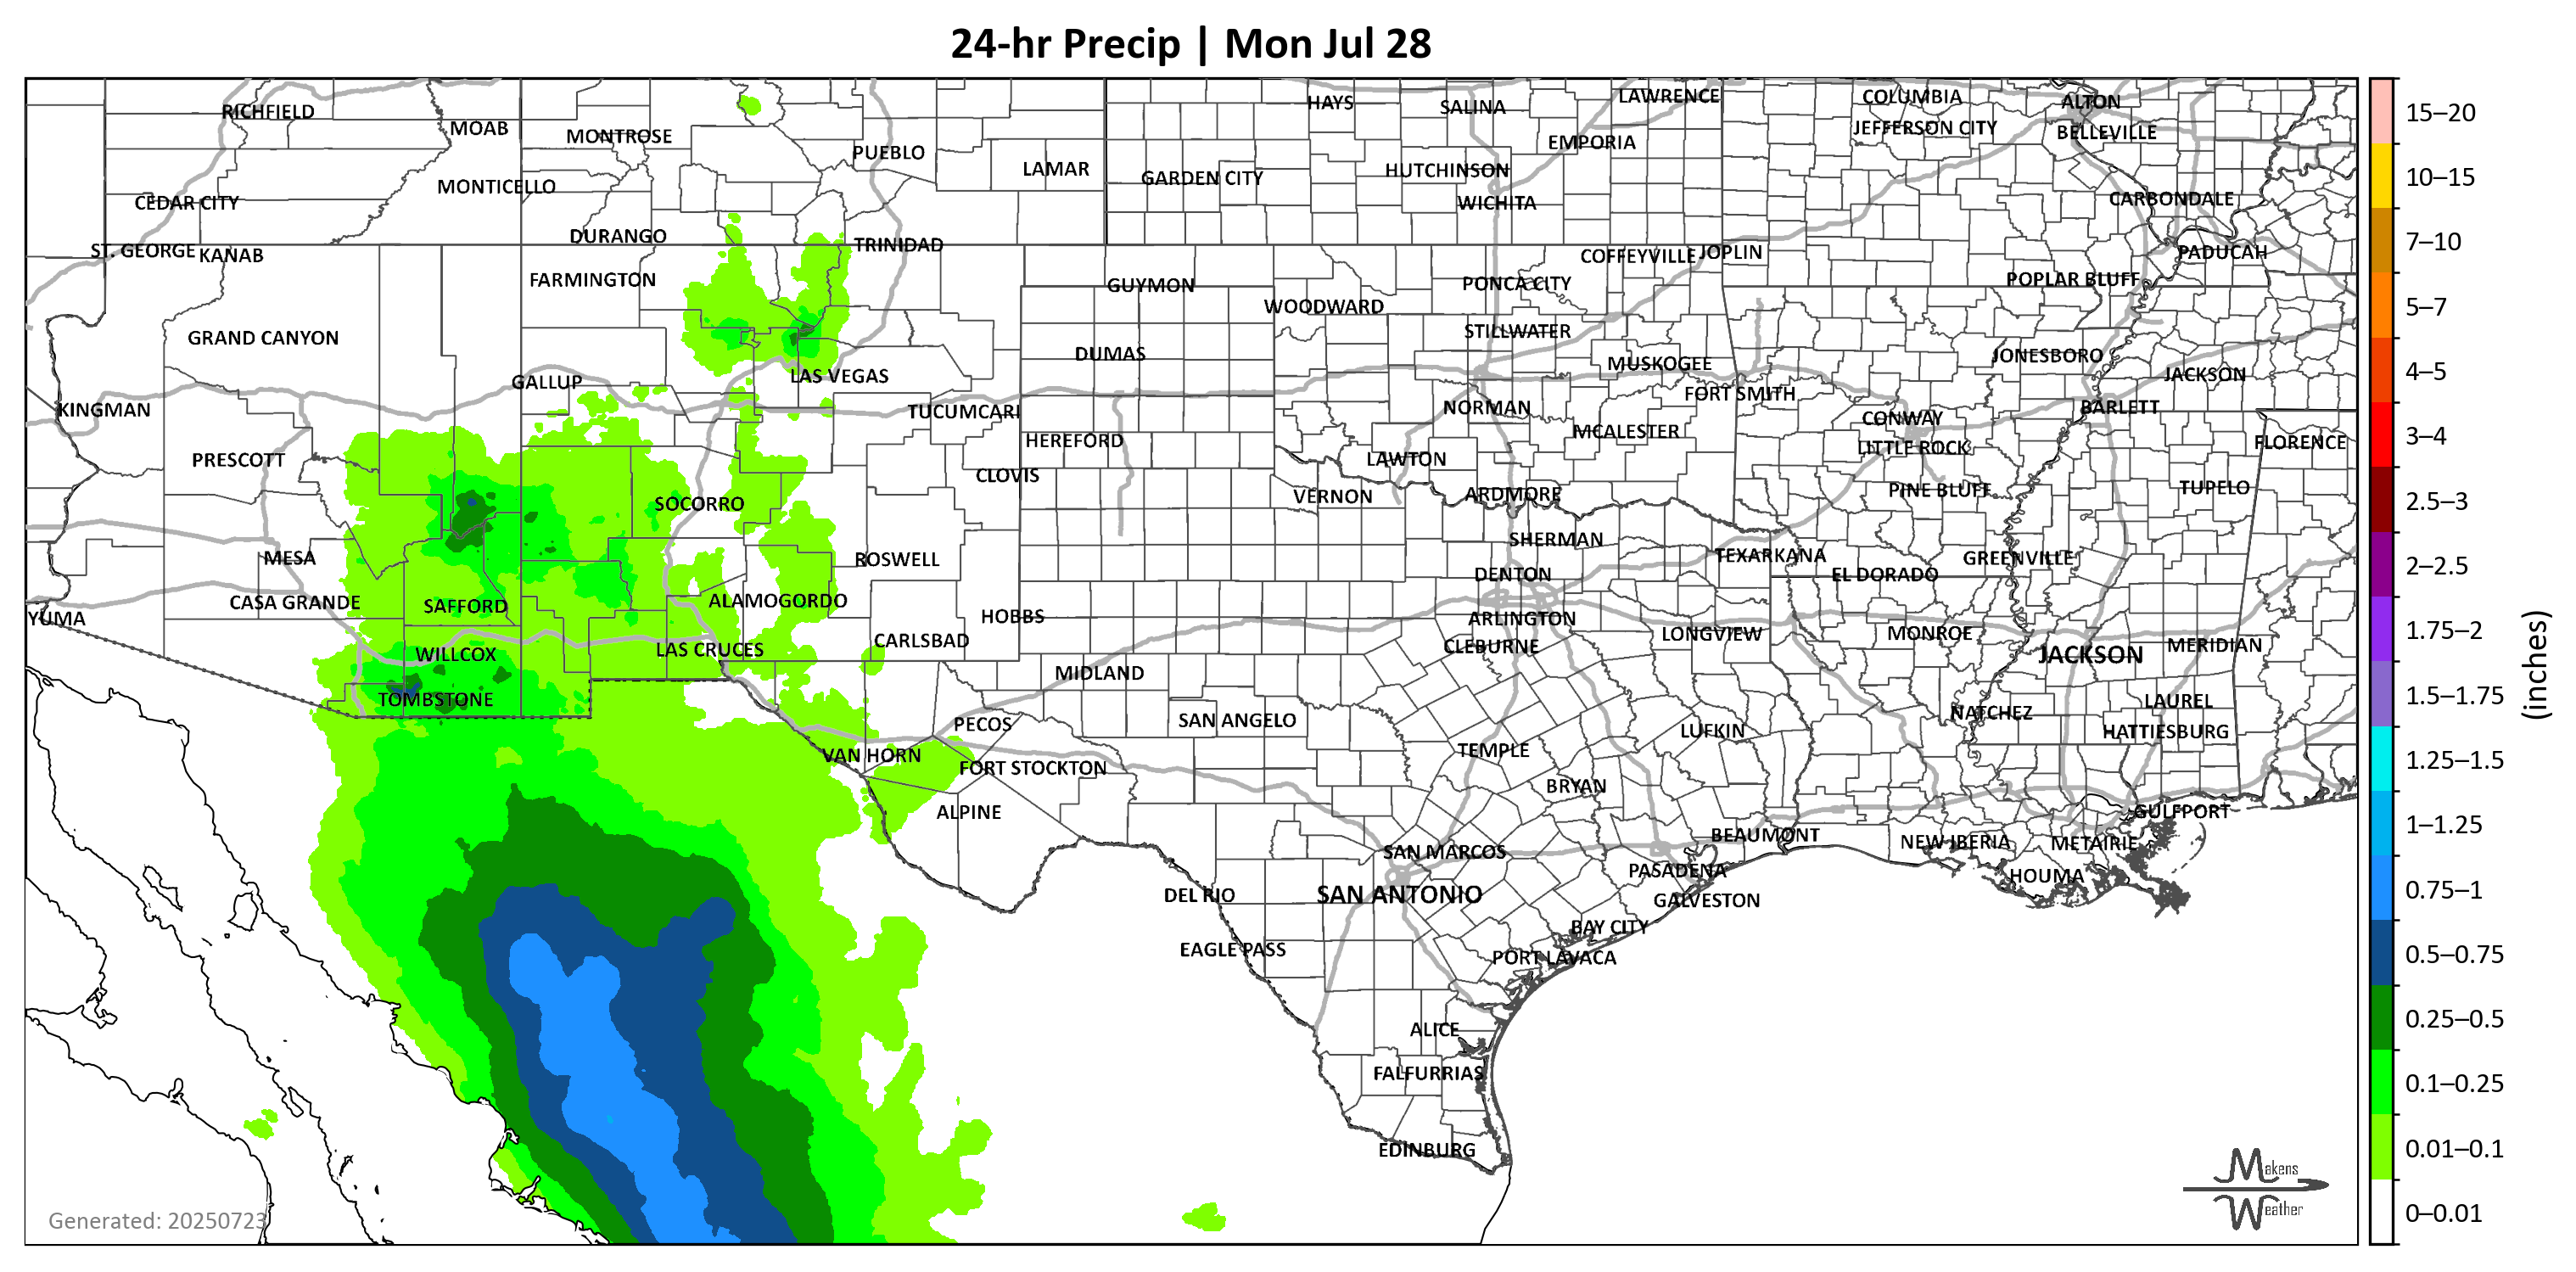 24-hr Precip | Mon Jul 28
RICHFIELD
MOAB
MONTROSE
PUEBLO
LAMAR
HAYS
SALINA
LAWRENCE
COLUMBIA
ALTON
JEFFERSON CITY
BELLEVILLE
EMPORIA
GARDEN CITY
HUTCHINSON
WICHITA
MONTICELLO
CEDAR CITY
CARBONDALE
DURANGO
TRINIDAD
ST. GEORGE
KANAB
COFFEYVILLE
JOPLIN
PADUCAH
FARMINGTON
GUYMON
PONCA CITY
POPLAR BLUFF
WOODWARD
GRAND CANYON
STILLWATER
DUMAS
MUSKOGEE
JONESBORO
GALLUP
LAS VEGAS
JACKSON
FORT SMITH
KINGMAN
TUCUMCARI
NORMAN
CONWAY
BARLETT
HEREFORD
MCALESTER
LITTLE ROCK
FLORENCE
PRESCOTT
LAWTON
CLOVIS
SOCORRO
VERNON
ARDMORE
PINE BLUFF
TUPELO
MESA
ROSWELL
SHERMAN
TEXARKANA
GREENVILLE
DENTON
EL DORADO
CASA GRANDE
SAFFORD
ALAMOGORDO
YUMA
HOBBS
ARLINGTON
CARLSBAD
CLEBURNE
LONGVIEW
MONROE
MERIDIAN
WILLCOX
LAS CRUCES
JACKSON
MIDLAND
TOMBSTONE
LAUREL
PECOS
SAN ANGELO
NATCHEZ
HATTIESBURG
LUFKIN
VAN HORN
TEMPLE
FORT STOCKTON
BRYAN
ALPINE
GULFPORT
BEAUMONT
NEW IBERIA
METAIRIE
SAN MARCOS
PASADENA
HOUMA
DEL RIO
SAN ANTONIO
GALVESTON
BAY CITY
EAGLE PASS
PORT LAVACA
ALICE
FALFURRIAS
EDINBURG
Makens
Weather
Generated: 20250723
15–20
10–15
7–10
5–7
4–5
3–4
2.5–3
2–2.5
1.75–2
1.5–1.75
1.25–1.5
1–1.25
0.75–1
0.5–0.75
0.25–0.5
0.1–0.25
0.01–0.1
0–0.01
(inches)